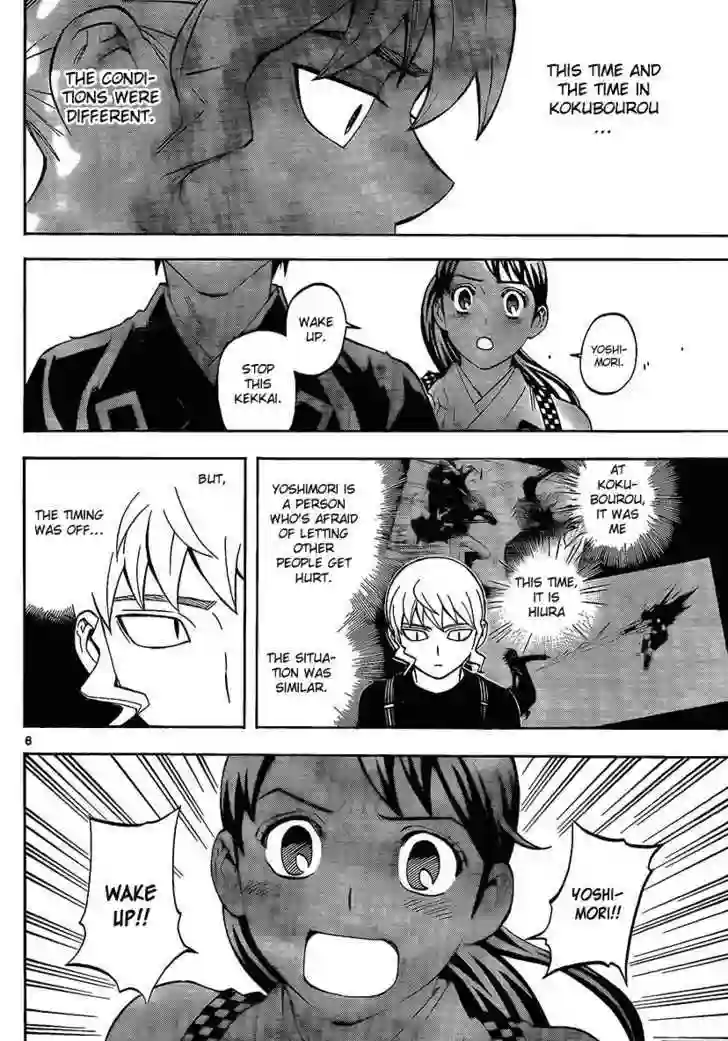 THIS TIME AND
THE TIME IN
KOKUBOUROU
...
THE CONDI-
TIONS WERE
DIFFERENT.
YOSHI-
MORI.
WAKE
UP.
STOP
THIS
KEKKAI.
AT
KOKU-
BOUROU,
IT WAS
ME
THIS TIME,
IT IS
HIURA
YOSHIMORI IS
A PERSON
WHO'S AFRAID
OF LETTING
OTHER
PEOPLE GET
HURT.
THE SITUA-
TION WAS
SIMILAR.
BUT,
THE TIMING
WAS OFF...
6
YOSHI-
MORI!!
WAKE
UP!!